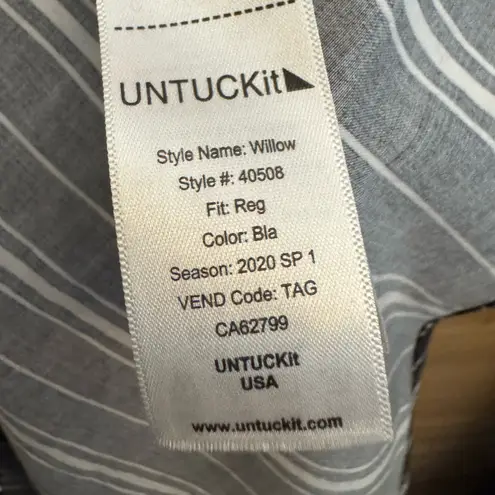 UNTUCKit
Style Name: Willow
Style #: 40508
Fit: Reg
Color: Bla
Season: 2020 SP 1
VEND Code: TAG
CA62799
UNTUCKit
USA
www.untuckit.com